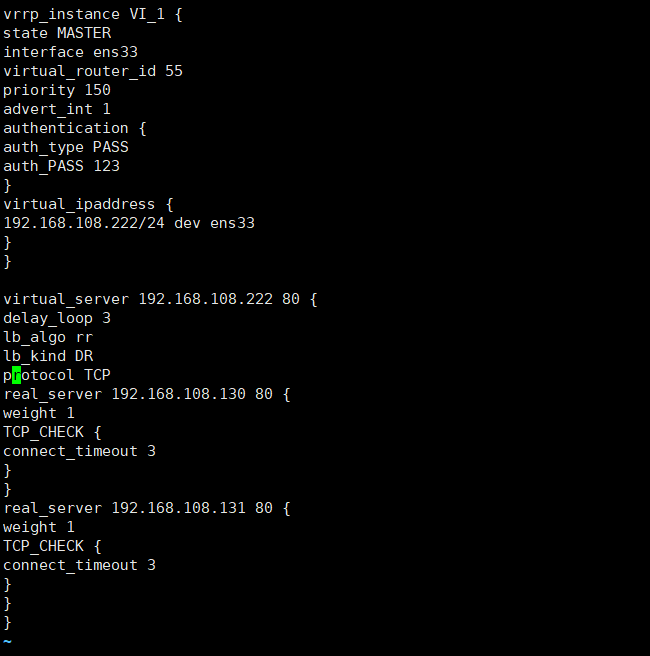 vrrp_instance VI_1 {
state MASTER
interface ens33
virtual_router_id 55
priority 150
advert_int 1
authentication {
auth_type PASS
auth_PASS 123
}
virtual_ipaddress {
192.168.108.222/24 dev ens33
}
}

virtual_server 192.168.108.222 80 {
delay_loop 3
lb_algo rr
lb_kind DR
protocol TCP
real_server 192.168.108.130 80 {
weight 1
TCP_CHECK {
connect_timeout 3
}
}
real_server 192.168.108.131 80 {
weight 1
TCP_CHECK {
connect_timeout 3
}
}
}
~